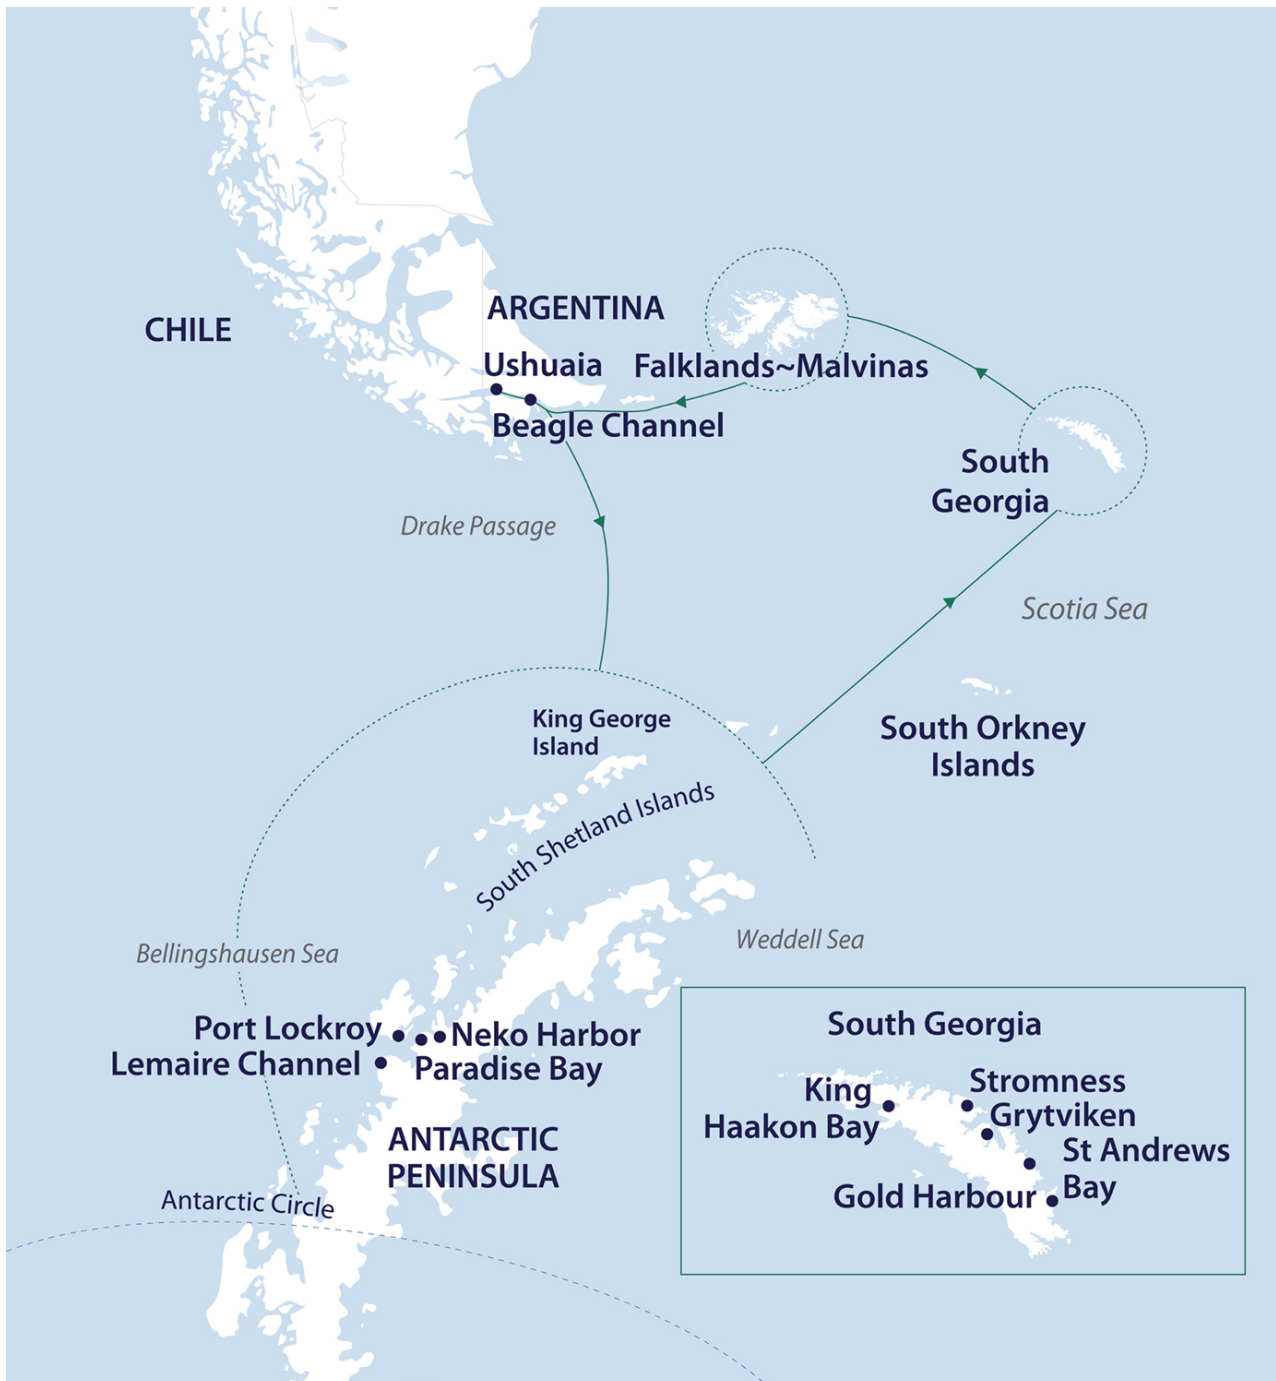 ARGENTINA
CHILE
Ushuaia
Falklands~Malvinas
Beagle Channel
South
Georgia
Drake Passage
Scotia Sea
King George
Island
South Orkney
Islands
South Shetland Islands
Bellingshausen Sea
Weddell Sea
Port Lockroy
Neko Harbor
Lemaire Channel
Paradise Bay
ANTARCTIC
PENINSULA
Antarctic Circle
South Georgia
King
Haakon Bay
Stromness
Grytviken
St Andrews
Bay
Gold Harbour